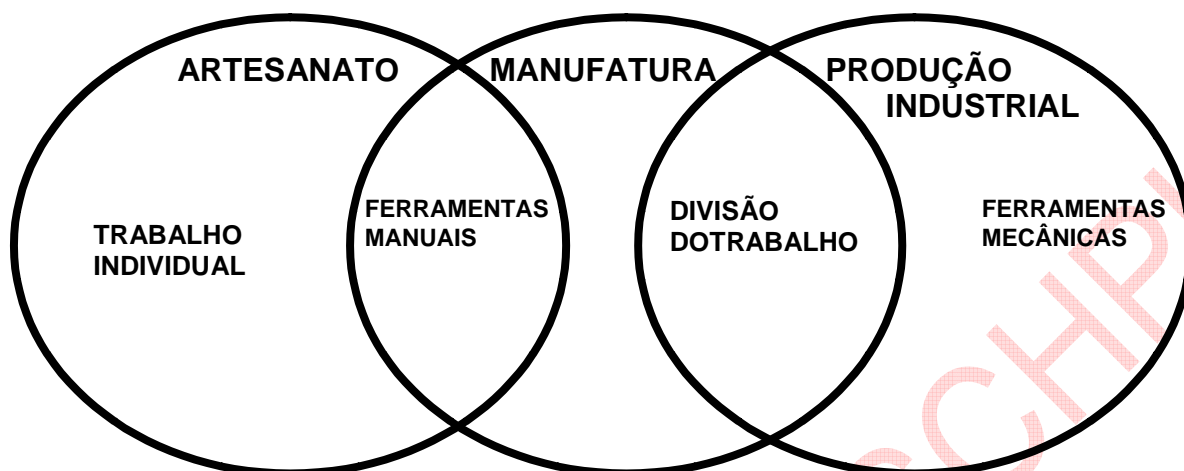 ARTESANATO
MANUFATURA
PRODUÇÃO
INDUSTRIAL
TRABALHO
INDIVIDUAL
FERRAMENTAS
MANUAIS
DIVISÃO
DOTRABALHO
FERRAMENTAS
MECÂNICAS